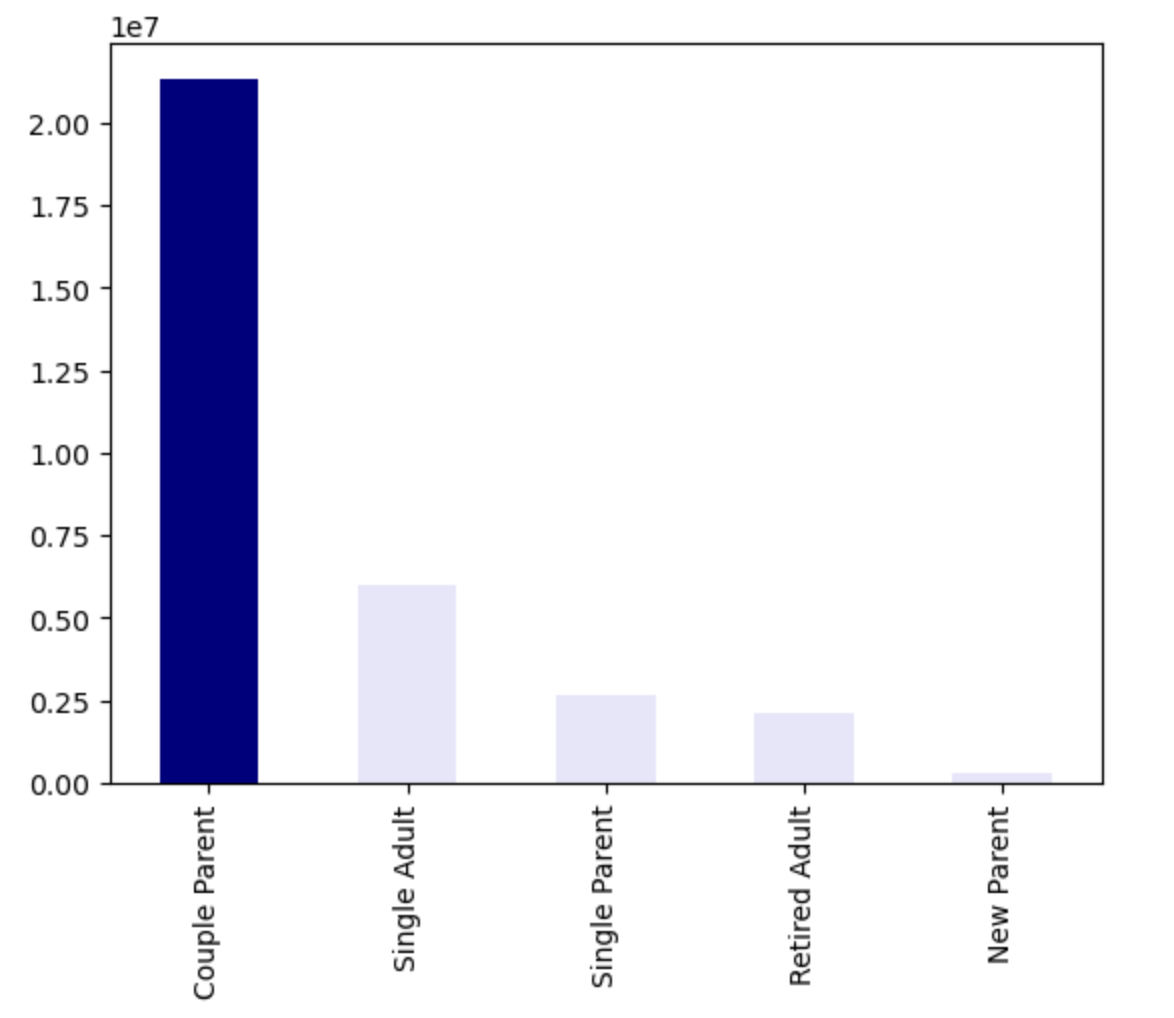 1e7
2.00
1.75
1.50
1.25
1.00
0.75
0.50
0.25
0.00
Couple Parent
Single Adult
Single Parent
Retired Adult
New Parent